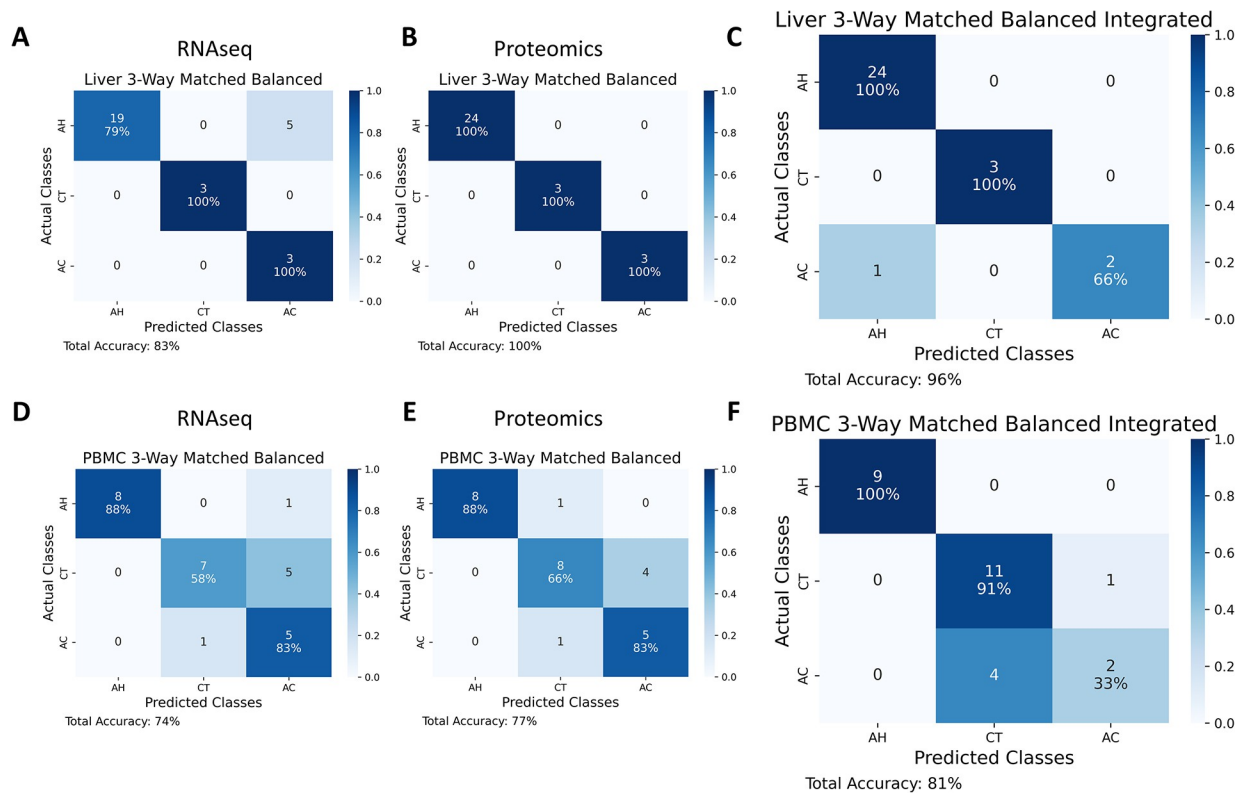 A
RNAseq
Liver 3-Way Matched Balanced
Actual Classes
AH
CT
AC
19
79%
0
5
0
3
100%
0
0
0
3
100%
AH
CT
AC
Predicted Classes
Total Accuracy: 83%
1.0
0.8
0.6
0.4
0.2
0.0
B
Proteomics
Liver 3-Way Matched Balanced
Actual Classes
AH
CT
AC
24
100%
0
0
0
3
100%
0
0
0
3
100%
AH
CT
AC
Predicted Classes
Total Accuracy: 100%
1.0
0.8
0.6
0.4
0.2
0.0
C
Liver 3-Way Matched Balanced Integrated
Actual Classes
AH
CT
AC
24
100%
0
0
0
3
100%
0
1
0
2
66%
AH
CT
AC
Predicted Classes
Total Accuracy: 96%
1.0
0.8
0.6
0.4
0.2
0.0
D
RNAseq
PBMC 3-Way Matched Balanced
Actual Classes
AH
CT
AC
8
88%
0
1
0
7
58%
5
0
1
5
83%
AH
CT
AC
Predicted Classes
Total Accuracy: 74%
1.0
0.8
0.6
0.4
0.2
0.0
E
Proteomics
PBMC 3-Way Matched Balanced
Actual Classes
AH
CT
AC
8
88%
1
0
0
8
66%
4
0
1
5
83%
AH
CT
AC
Predicted Classes
Total Accuracy: 77%
1.0
0.8
0.6
0.4
0.2
0.0
F
PBMC 3-Way Matched Balanced Integrated
Actual Classes
AH
CT
AC
9
100%
0
0
0
11
91%
1
0
4
2
33%
AH
CT
AC
Predicted Classes
Total Accuracy: 81%
1.0
0.8
0.6
0.4
0.2
0.0